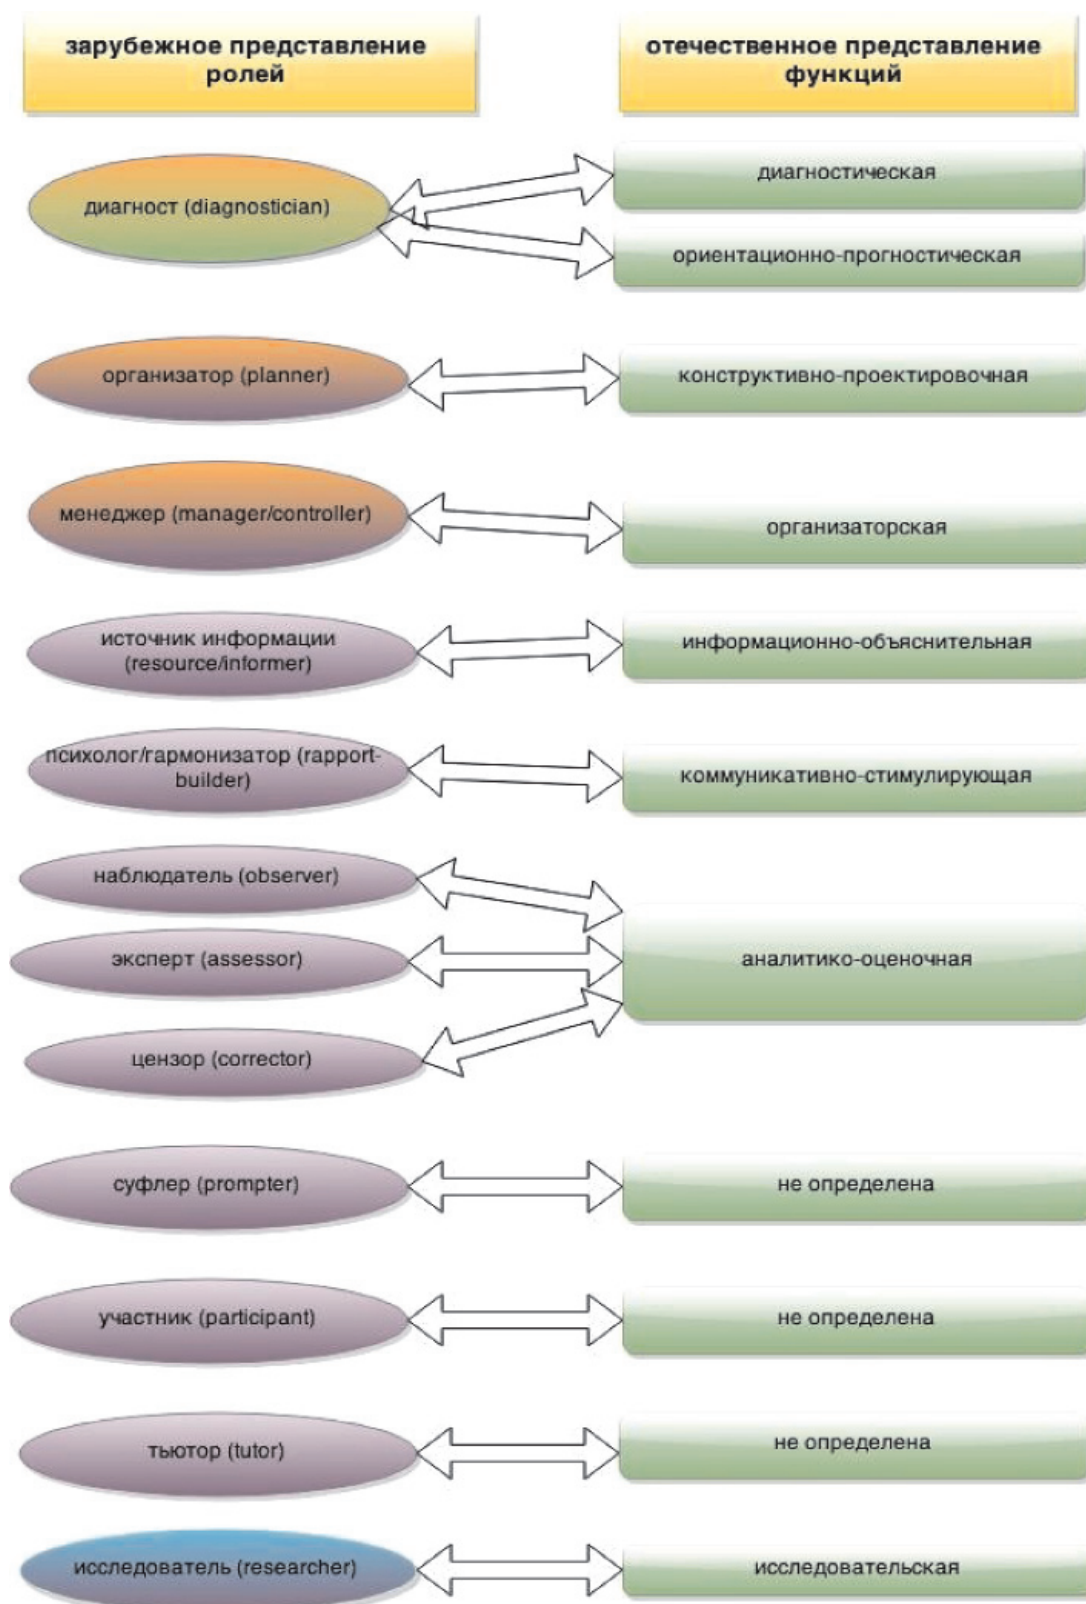 зарубежное представление
ролей
отечественное представление
функций
диагност (diagnostician)
диагностическая
ориентационно-прогностическая
организатор (planner)
конструктивно-проектировочная
менеджер (manager/controller)
организаторская
источник информации
(resource/informer)
информационно-объяснительная
психолог/гармонизатор (rapport-
builder)
коммуникативно-стимулирующая
наблюдатель (observer)
эксперт (assessor)
цензор (corrector)
аналитико-оценочная
суфлер (prompter)
не определена
участник (participant)
не определена
тьютор (tutor)
не определена
исследователь (researcher)
исследовательская